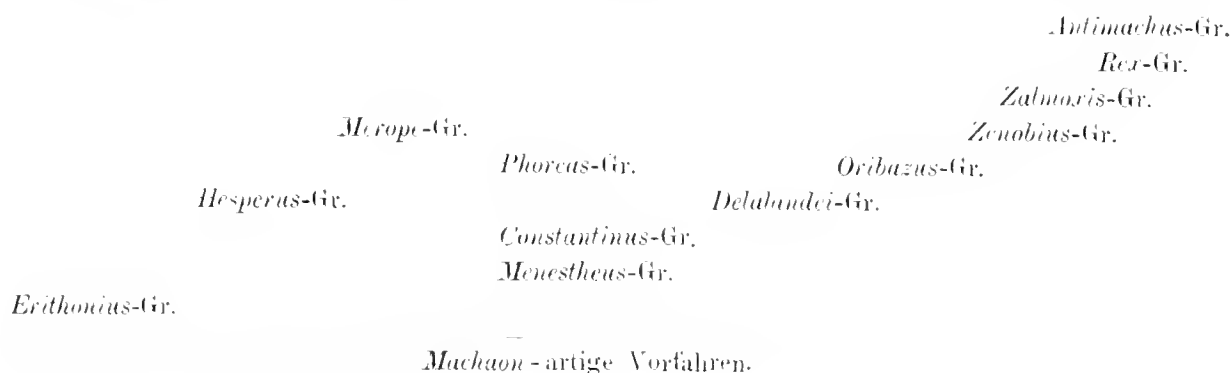 Antimachus-Gr.
Rex-Gr.
Zalmoxis-Gr.
Merope-Gr. Zenobius-Gr.
Phorcas-Gr. Oribazus-Gr.
Hesperus-Gr. Delalandei-Gr.
Constantinus-Gr.
Menestheus-Gr.
Erithonius-Gr.
Machaon-artige Vorfahren.